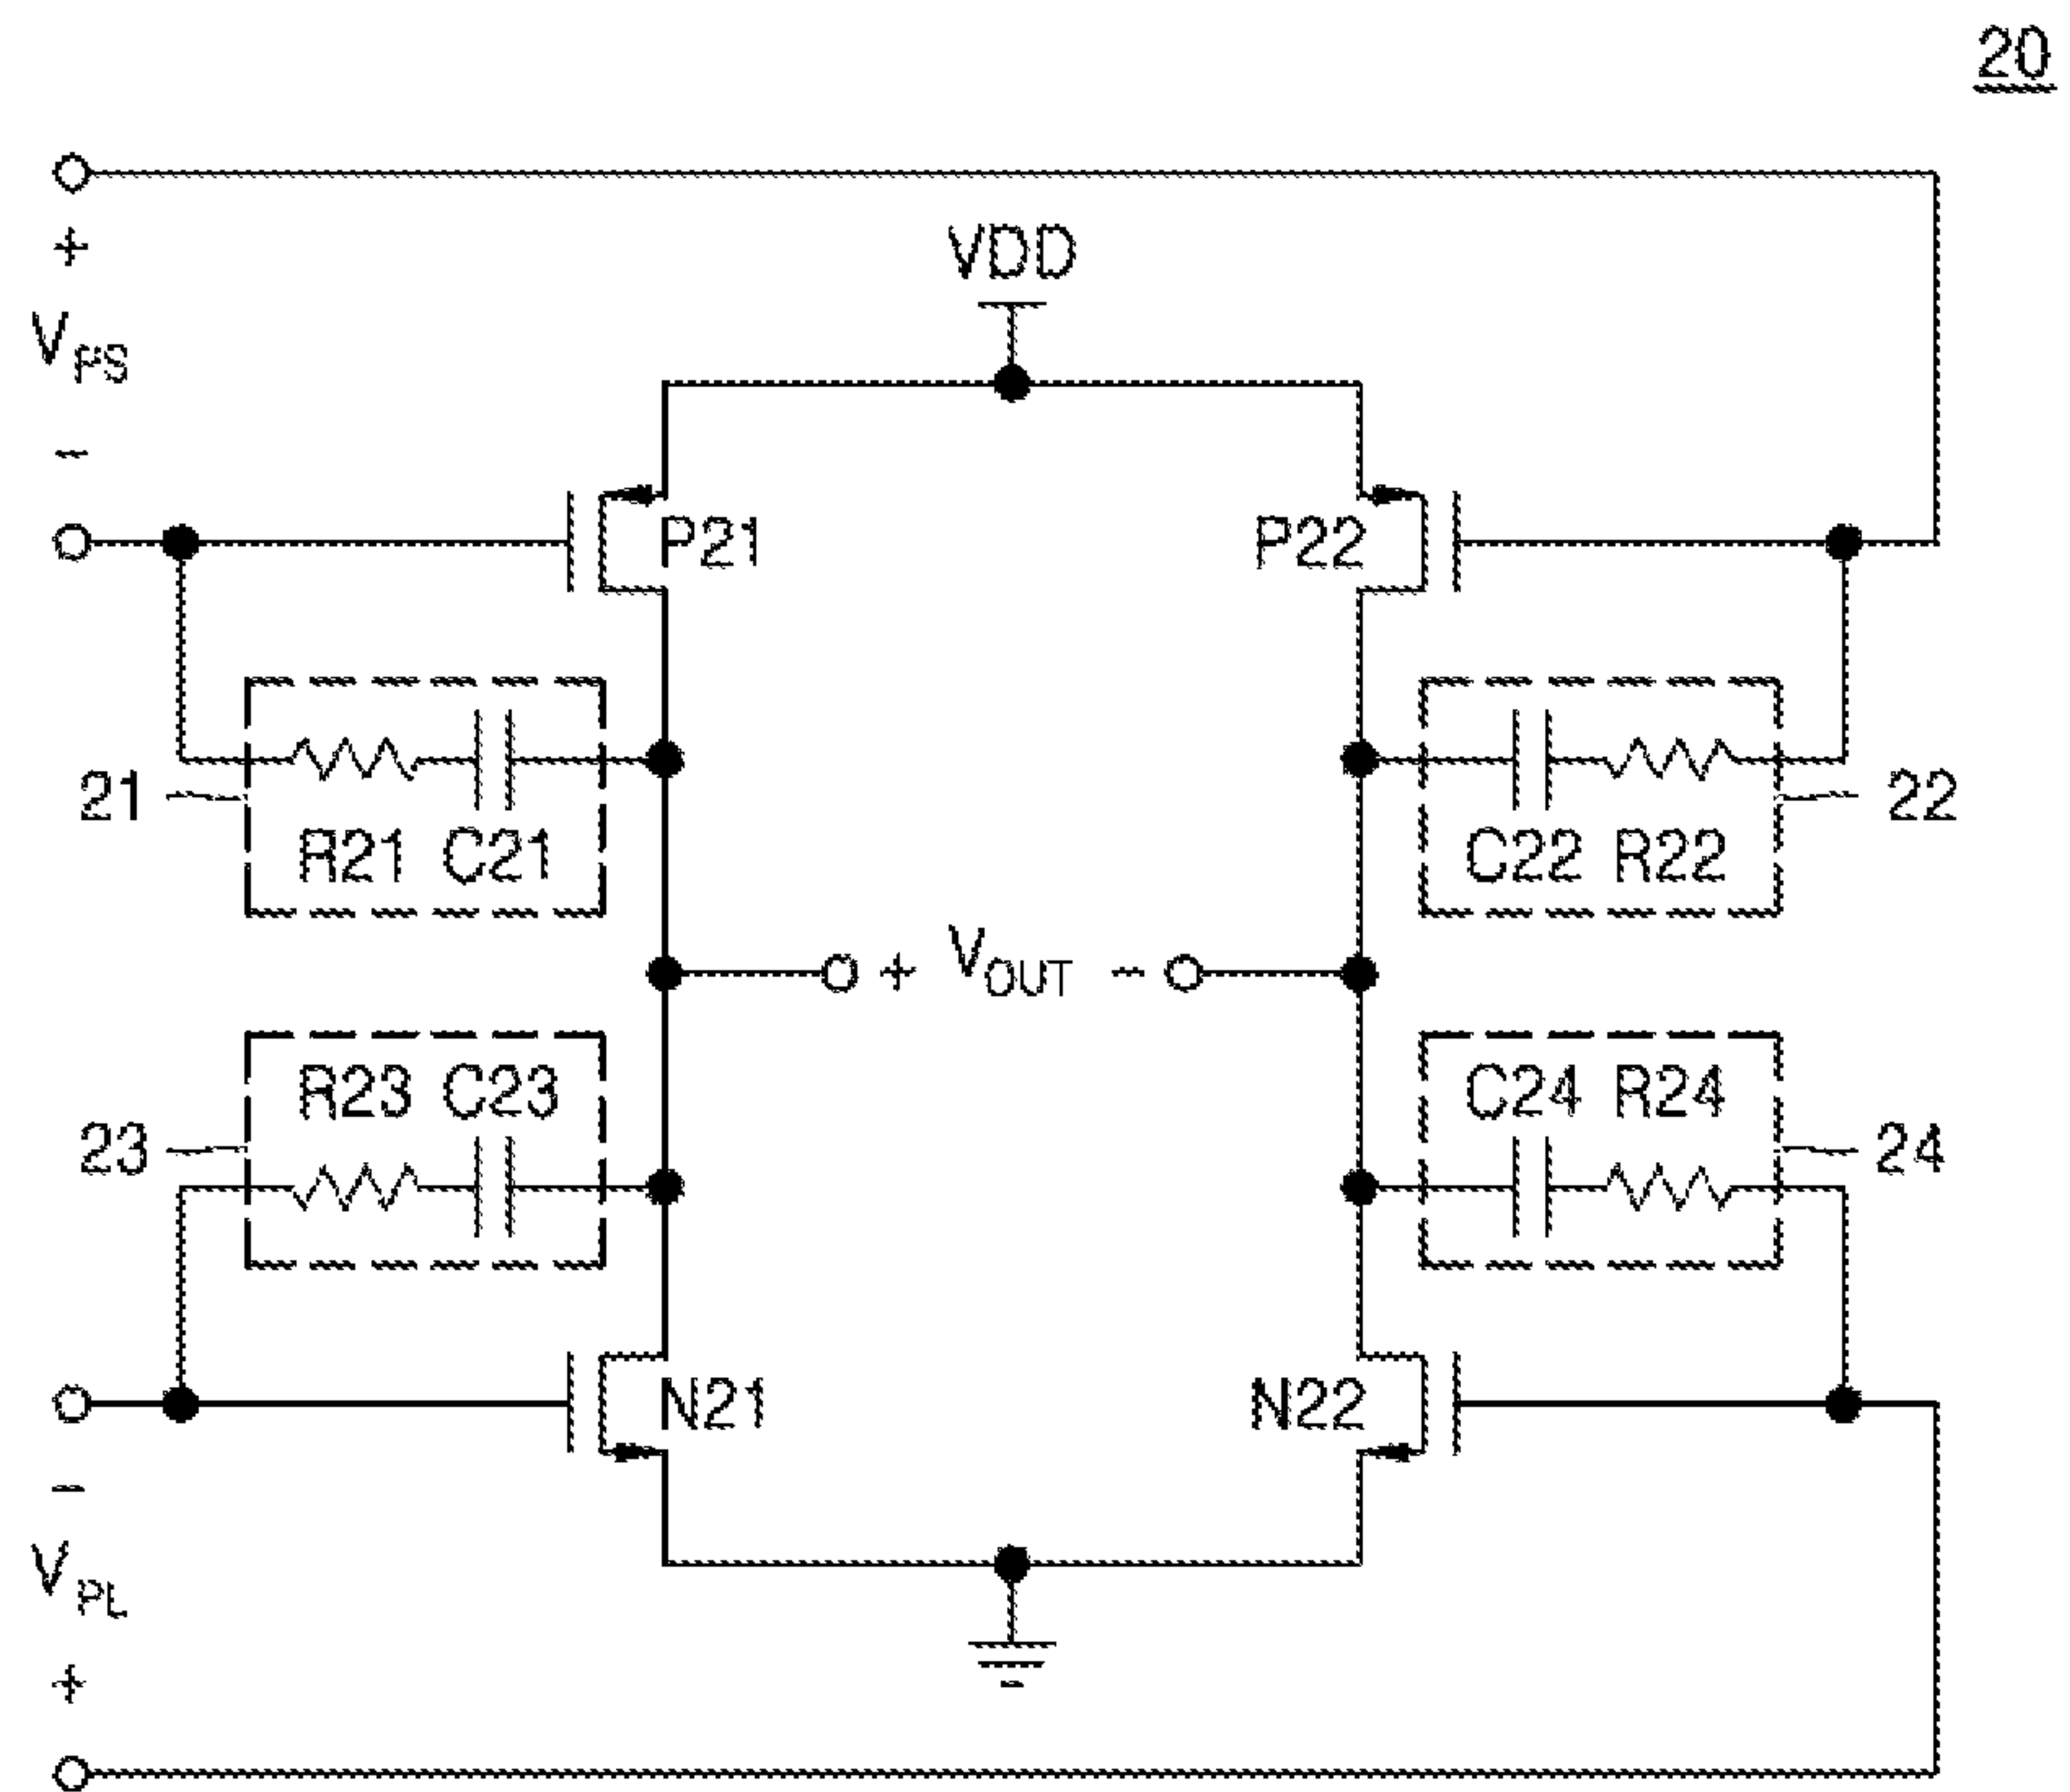 20
+
VDD
VPS
-
P21
P22
21
22
R21 C21
C22 R22
+ VOUT -
R23 C23
C24 R24
23
24
N21
N22
-
VPL
+